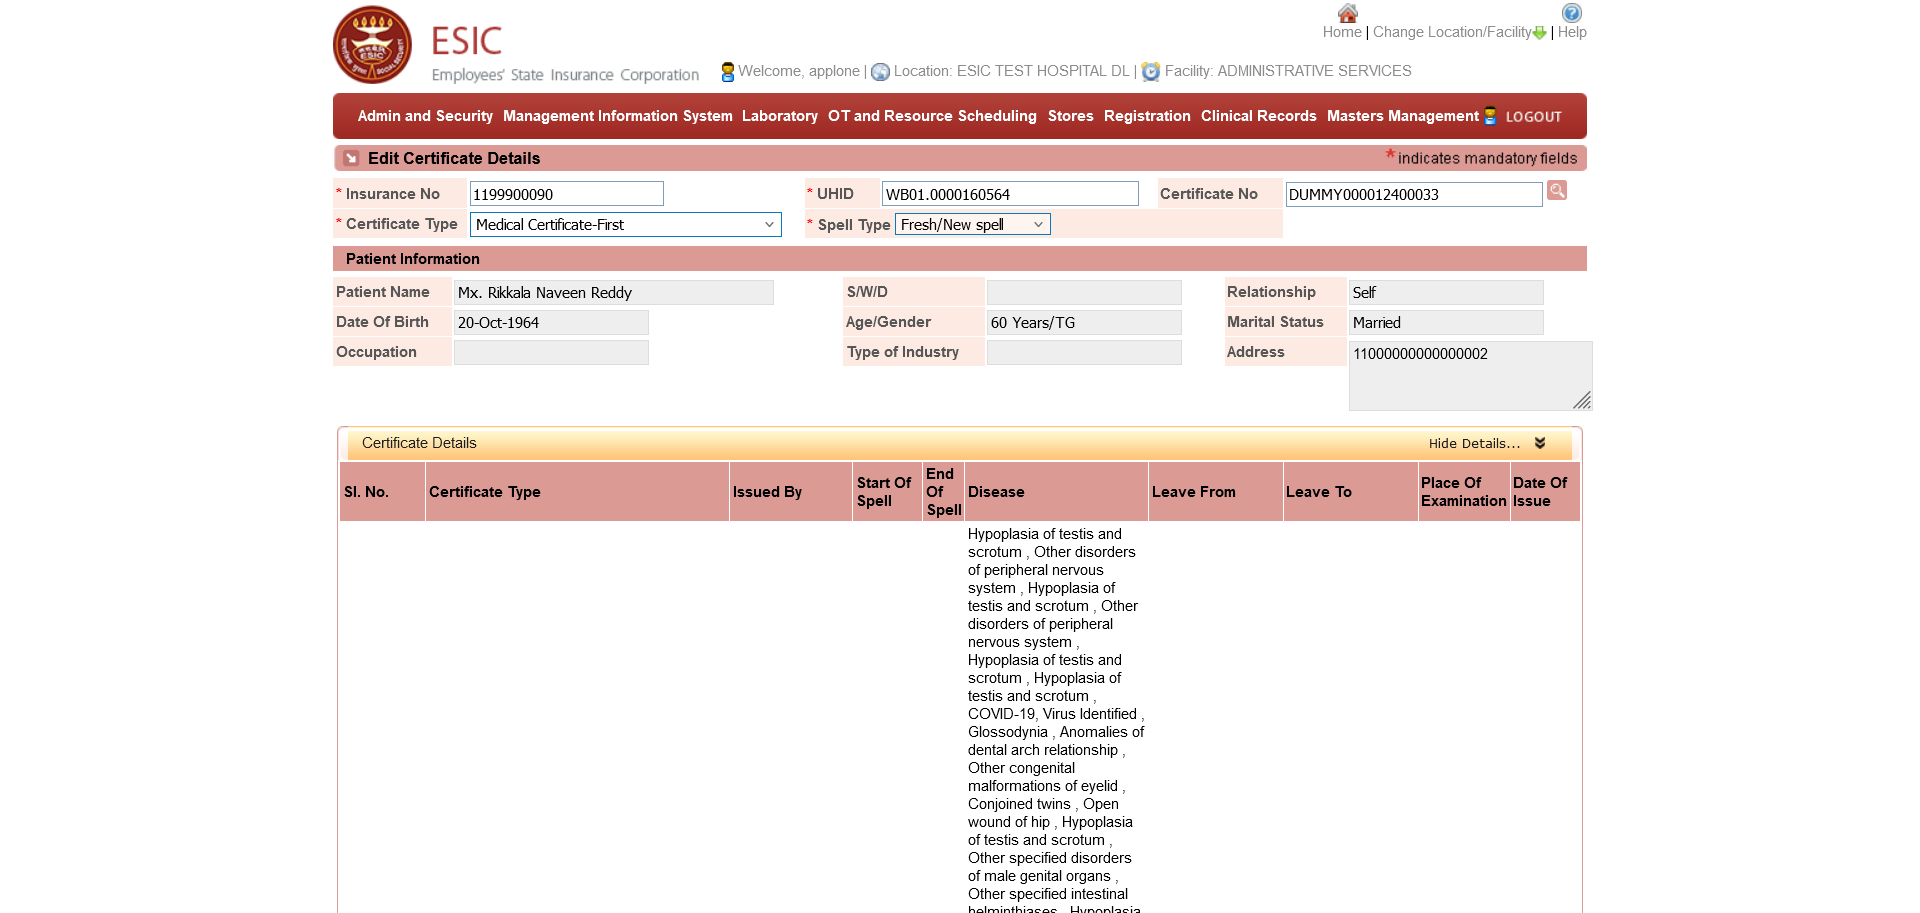 ESIC
Employees' State Insurance Corporation
Home | Change Location/Facility | Help
Welcome, applone | Location: ESIC TEST HOSPITAL DL | Facility: ADMINISTRATIVE SERVICES
Admin and Security Management Information System Laboratory OT and Resource Scheduling Stores Registration Clinical Records Masters Management LOGOUT
Edit Certificate Details * indicates mandatory fields
* Insurance No 1199900090 * UHID WB01.0000160564 Certificate No DUMMY000012400033
* Certificate Type Medical Certificate-First * Spell Type Fresh/New spell
Patient Information
Patient Name Mx. Rikkala Naveen Reddy S/W/D Relationship Self
Date Of Birth 20-Oct-1964 Age/Gender 60 Years/TG Marital Status Married
Occupation Type of Industry Address 11000000000000002
Certificate Details Hide Details...
Sl. No. Certificate Type Issued By Start Of Spell End Of Spell Disease Leave From Leave To Place Of Examination Date Of Issue
Hypoplasia of testis and
scrotum , Other disorders
of peripheral nervous
system , Hypoplasia of
testis and scrotum , Other
disorders of peripheral
nervous system ,
Hypoplasia of testis and
scrotum , Hypoplasia of
testis and scrotum ,
COVID-19, Virus Identified ,
Glossodynia , Anomalies of
dental arch relationship ,
Other congenital
malformations of eyelid ,
Conjoined twins , Open
wound of hip , Hypoplasia
of testis and scrotum ,
Other specified disorders
of male genital organs ,
Other specified intestinal
helminthiases , Hypoplasia